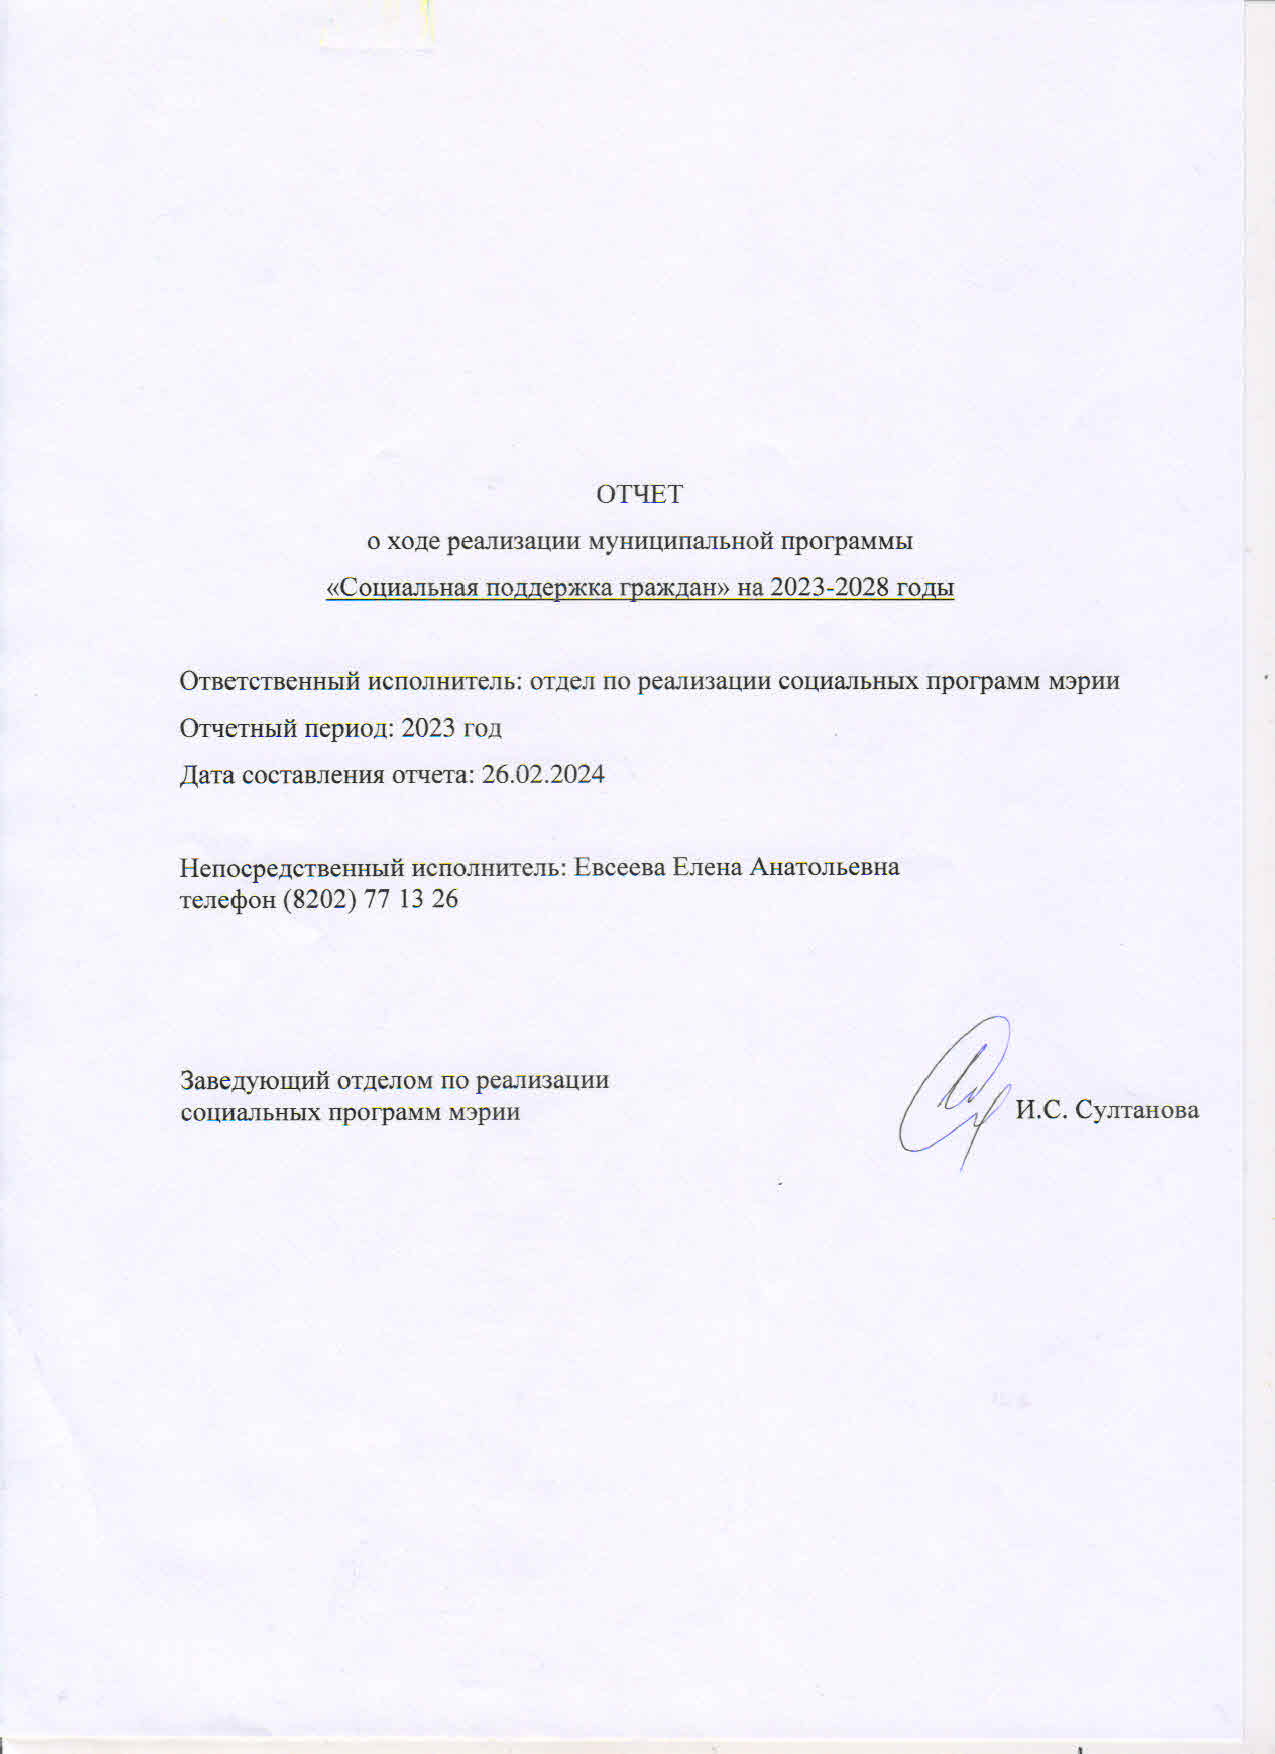 ОТЧЕТ
о ходе реализации муниципальной программы
«Социальная поддержка граждан» на 2023-2028 годы
Ответственный исполнитель: отдел по реализации социальных программ мэрии
Отчетный период: 2023 год
Дата составления отчета: 26.02.2024
Непосредственный исполнитель: Евсеева Елена Анатольевна
телефон (8202) 77 13 26
Заведующий отделом по реализации
социальных программ мэрии
И.С. Султанова